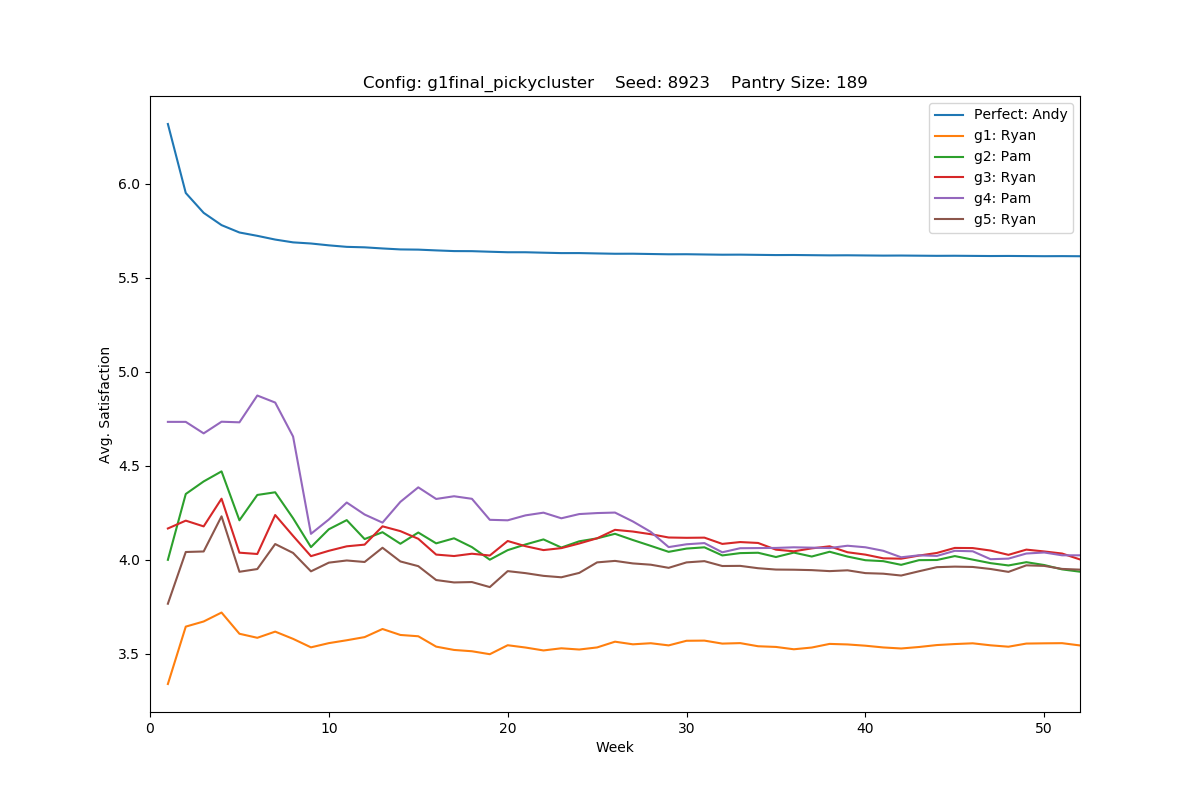 Config: g1final_pickycluster    Seed: 8923    Pantry Size: 189
Perfect: Andy
g1: Ryan
g2: Pam
g3: Ryan
g4: Pam
g5: Ryan
6.0
5.5
5.0
4.5
4.0
3.5
Avg. Satisfaction
0 10 20 30 40 50
Week